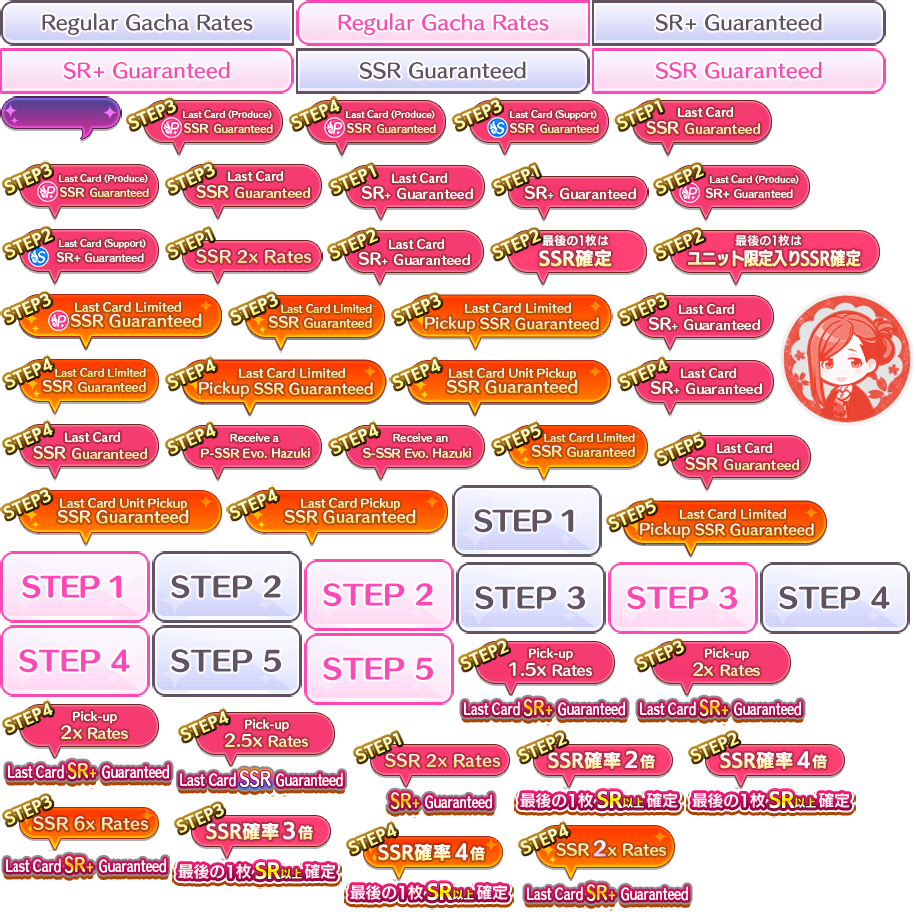 Regular Gacha Rates
Regular Gacha Rates
SR+ Guaranteed
SR+ Guaranteed
SSR Guaranteed
SSR Guaranteed
STEP3
Last Card (Produce)
P SSR Guaranteed
STEP4
Last Card (Produce)
P SSR Guaranteed
STEP3
Last Card (Support)
S SSR Guaranteed
STEP1
Last Card
SSR Guaranteed
STEP3
Last Card (Produce)
P SSR Guaranteed
STEP3
Last Card
SSR Guaranteed
STEP1
Last Card
SR+ Guaranteed
STEP1
SR+ Guaranteed
STEP2
Last Card (Produce)
P SR+ Guaranteed
STEP2
Last Card (Support)
S SR+ Guaranteed
STEP1
SSR 2x Rates
STEP2
Last Card
SR+ Guaranteed
STEP2
最後の1枚は
SSR確定
STEP2
最後の1枚は
ユニット限定入りSSR確定
STEP3
Last Card Limited
P SSR Guaranteed
STEP3
Last Card Limited
SSR Guaranteed
STEP3
Last Card Limited
Pickup SSR Guaranteed
STEP3
Last Card
SR+ Guaranteed
STEP4
Last Card Limited
SSR Guaranteed
STEP4
Last Card Limited
Pickup SSR Guaranteed
STEP4
Last Card Unit Pickup
SSR Guaranteed
STEP4
Last Card
SR+ Guaranteed
STEP4
Last Card
SSR Guaranteed
STEP4
Receive a
P-SSR Evo. Hazuki
STEP4
Receive an
S-SSR Evo. Hazuki
STEP5
Last Card Limited
SSR Guaranteed
STEP5
Last Card
SSR Guaranteed
STEP3
Last Card Unit Pickup
SSR Guaranteed
STEP4
Last Card Pickup
SSR Guaranteed
STEP 1
STEP5
Last Card Limited
Pickup SSR Guaranteed
STEP 1
STEP 2
STEP 2
STEP 3
STEP 3
STEP 4
STEP 4
STEP 5
STEP 5
STEP2
Pick-up
1.5x Rates
Last Card SR+ Guaranteed
STEP3
Pick-up
2x Rates
Last Card SR+ Guaranteed
STEP4
Pick-up
2x Rates
Last Card SR+ Guaranteed
STEP4
Pick-up
2.5x Rates
Last Card SSR Guaranteed
STEP1
SSR 2x Rates
SR+ Guaranteed
STEP2
SSR確率2倍
最後の1枚SR以上確定
STEP2
SSR確率4倍
最後の1枚SR以上確定
STEP3
SSR 6x Rates
Last Card SR+ Guaranteed
STEP3
SSR確率3倍
最後の1枚SR以上確定
STEP4
SSR確率4倍
最後の1枚SR以上確定
STEP4
SSR 2x Rates
Last Card SR+ Guaranteed